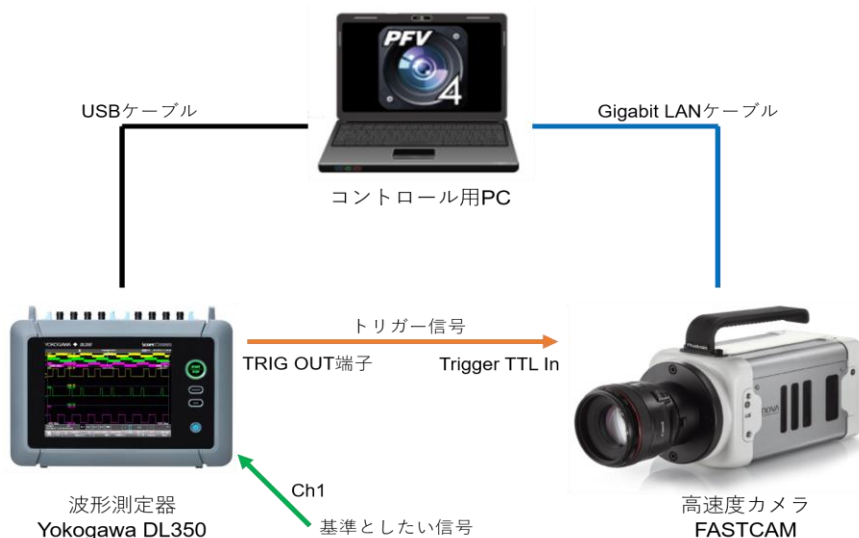 PFV
4
USBケーブル
Gigabit LANケーブル
コントロール用PC
トリガー信号
TRIG OUT端子
Trigger TTL In
YOKOGAWA
Ch1
基準としたい信号
波形測定器
Yokogawa DL350
高速度カメラ
FASTCAM